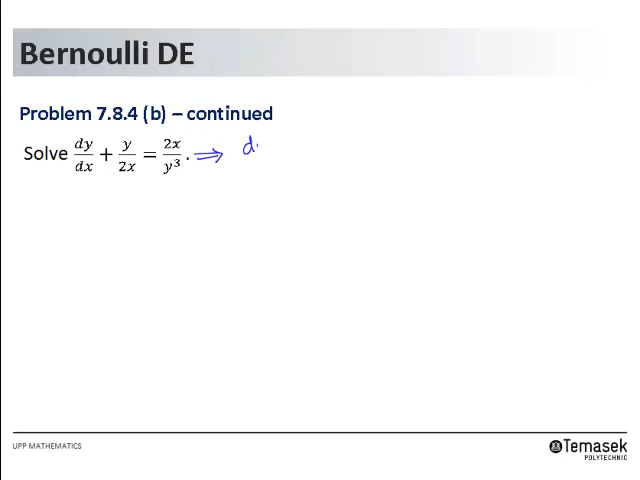 Bernoulli DE
Problem 7.8.4 (b) – continued
Solve dy/dx + y/2x = 2x/y³ . ⟹ d
UPP MATHEMATICS
Temasek
POLYTECHNIC